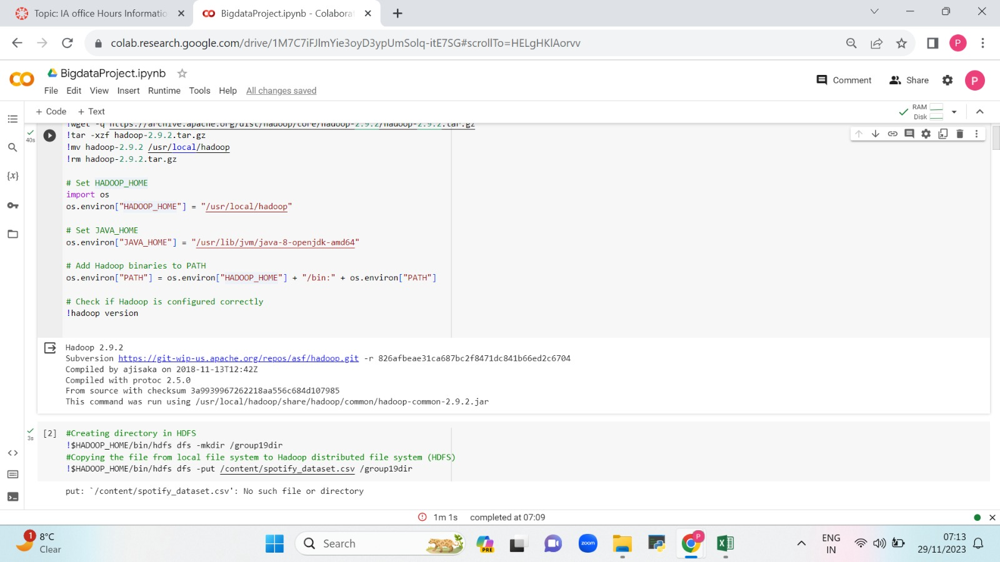 Topic: IA office Hours Informatio
BigdataProject.ipynb - Colabora
colab.research.google.com/drive/1M7C7iFJlmYie3oyD3ypUmSolq-itE7SG#scrollTo=HELgHKlAorvv
P
BigdataProject.ipynb
Comment
Share
P
File Edit View Insert Runtime Tools Help All changes saved
+ Code + Text
RAM
Disk
40s
!wget -q https://archive.apache.org/dist/hadoop/core/hadoop-2.9.2/hadoop-2.9.2.tar.gz
!tar -xzf hadoop-2.9.2.tar.gz
!mv hadoop-2.9.2 /usr/local/hadoop
!rm hadoop-2.9.2.tar.gz
{x}
# Set HADOOP_HOME
import os
os.environ["HADOOP_HOME"] = "/usr/local/hadoop"
# Set JAVA_HOME
os.environ["JAVA_HOME"] = "/usr/lib/jvm/java-8-openjdk-amd64"
# Add Hadoop binaries to PATH
os.environ["PATH"] = os.environ["HADOOP_HOME"] + "/bin:" + os.environ["PATH"]
# Check if Hadoop is configured correctly
!hadoop version
Hadoop 2.9.2
Subversion https://git-wip-us.apache.org/repos/asf/hadoop.git -r 826afbeae31ca687bc2f8471dc841b66ed2c6704
Compiled by ajisaka on 2018-11-13T12:42Z
Compiled with protoc 2.5.0
From source with checksum 3a9939967262218aa556c684d107985
This command was run using /usr/local/hadoop/share/hadoop/common/hadoop-common-2.9.2.jar
3s
[2] #Creating directory in HDFS
!$HADOOP_HOME/bin/hdfs dfs -mkdir /group19dir
#Copying the file from local file system to Hadoop distributed file system (HDFS)
!$HADOOP_HOME/bin/hdfs dfs -put /content/spotify_dataset.csv /group19dir
put: `/content/spotify_dataset.csv': No such file or directory
1m 1s completed at 07:09
1
8°C
Clear
Search
PRE
zoom
P
ENG
IN
07:13
29/11/2023